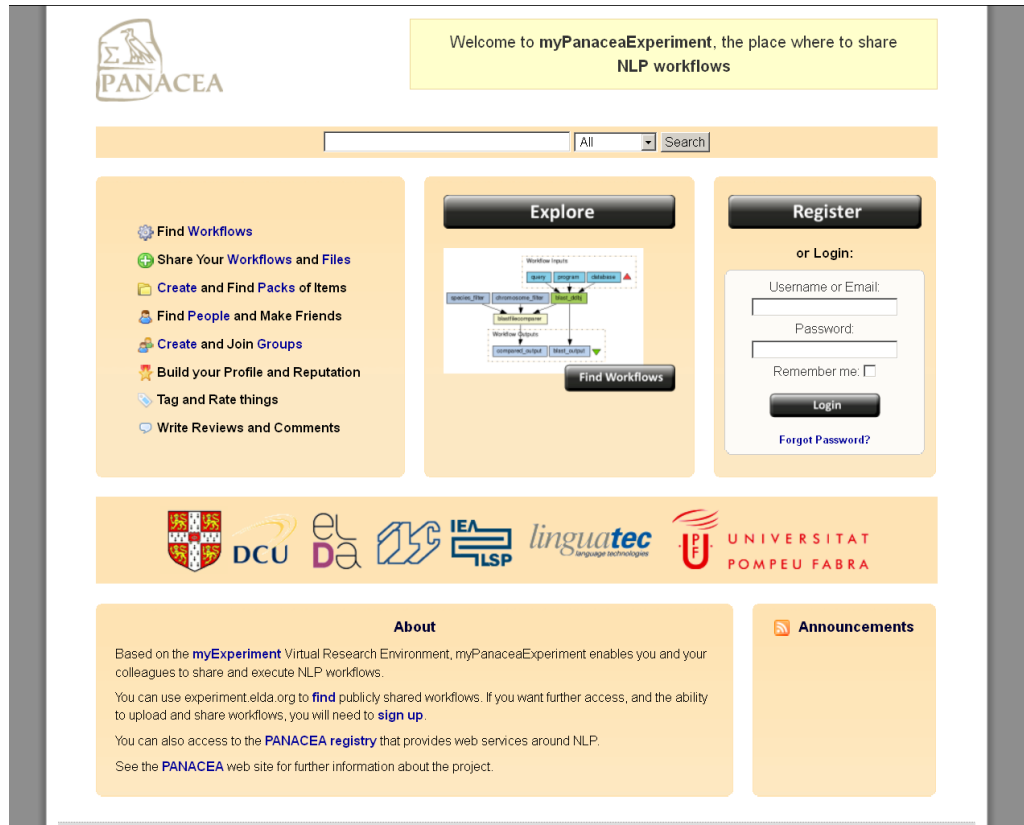 Σ
PANACEA
Welcome to myPanaceaExperiment, the place where to share
NLP workflows
All
Search
Find Workflows
Share Your Workflows and Files
Create and Find Packs of Items
Find People and Make Friends
Create and Join Groups
Build your Profile and Reputation
Tag and Rate things
Write Reviews and Comments
Explore
Workflow Inputs
query program database
species_filter chromosome_filter blast_ddbj
blastfilecomparer
Workflow Outputs
compared_output blast_output
Find Workflows
Register
or Login:
Username or Email:
Password:
Remember me:
Login
Forgot Password?
DCU
elDa
ILC
IEA
ILSP
linguatec
language technologies
UPF
UNIVERSITAT
POMPEU FABRA
About
Based on the myExperiment Virtual Research Environment, myPanaceaExperiment enables you and your
colleagues to share and execute NLP workflows.
You can use experiment.elda.org to find publicly shared workflows. If you want further access, and the ability
to upload and share workflows, you will need to sign up.
You can also access to the PANACEA registry that provides web services around NLP.
See the PANACEA web site for further information about the project.
Announcements